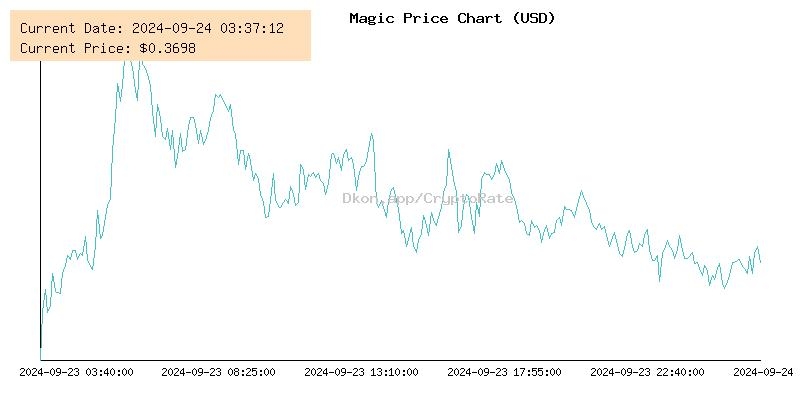 Magic Price Chart (USD)
Current Date: 2024-09-24 03:37:12
Current Price: $0.3698
Dkon.app/CryptoRate
2024-09-23 03:40:00 2024-09-23 08:25:00 2024-09-23 13:10:00 2024-09-23 17:55:00 2024-09-23 22:40:00 2024-09-24